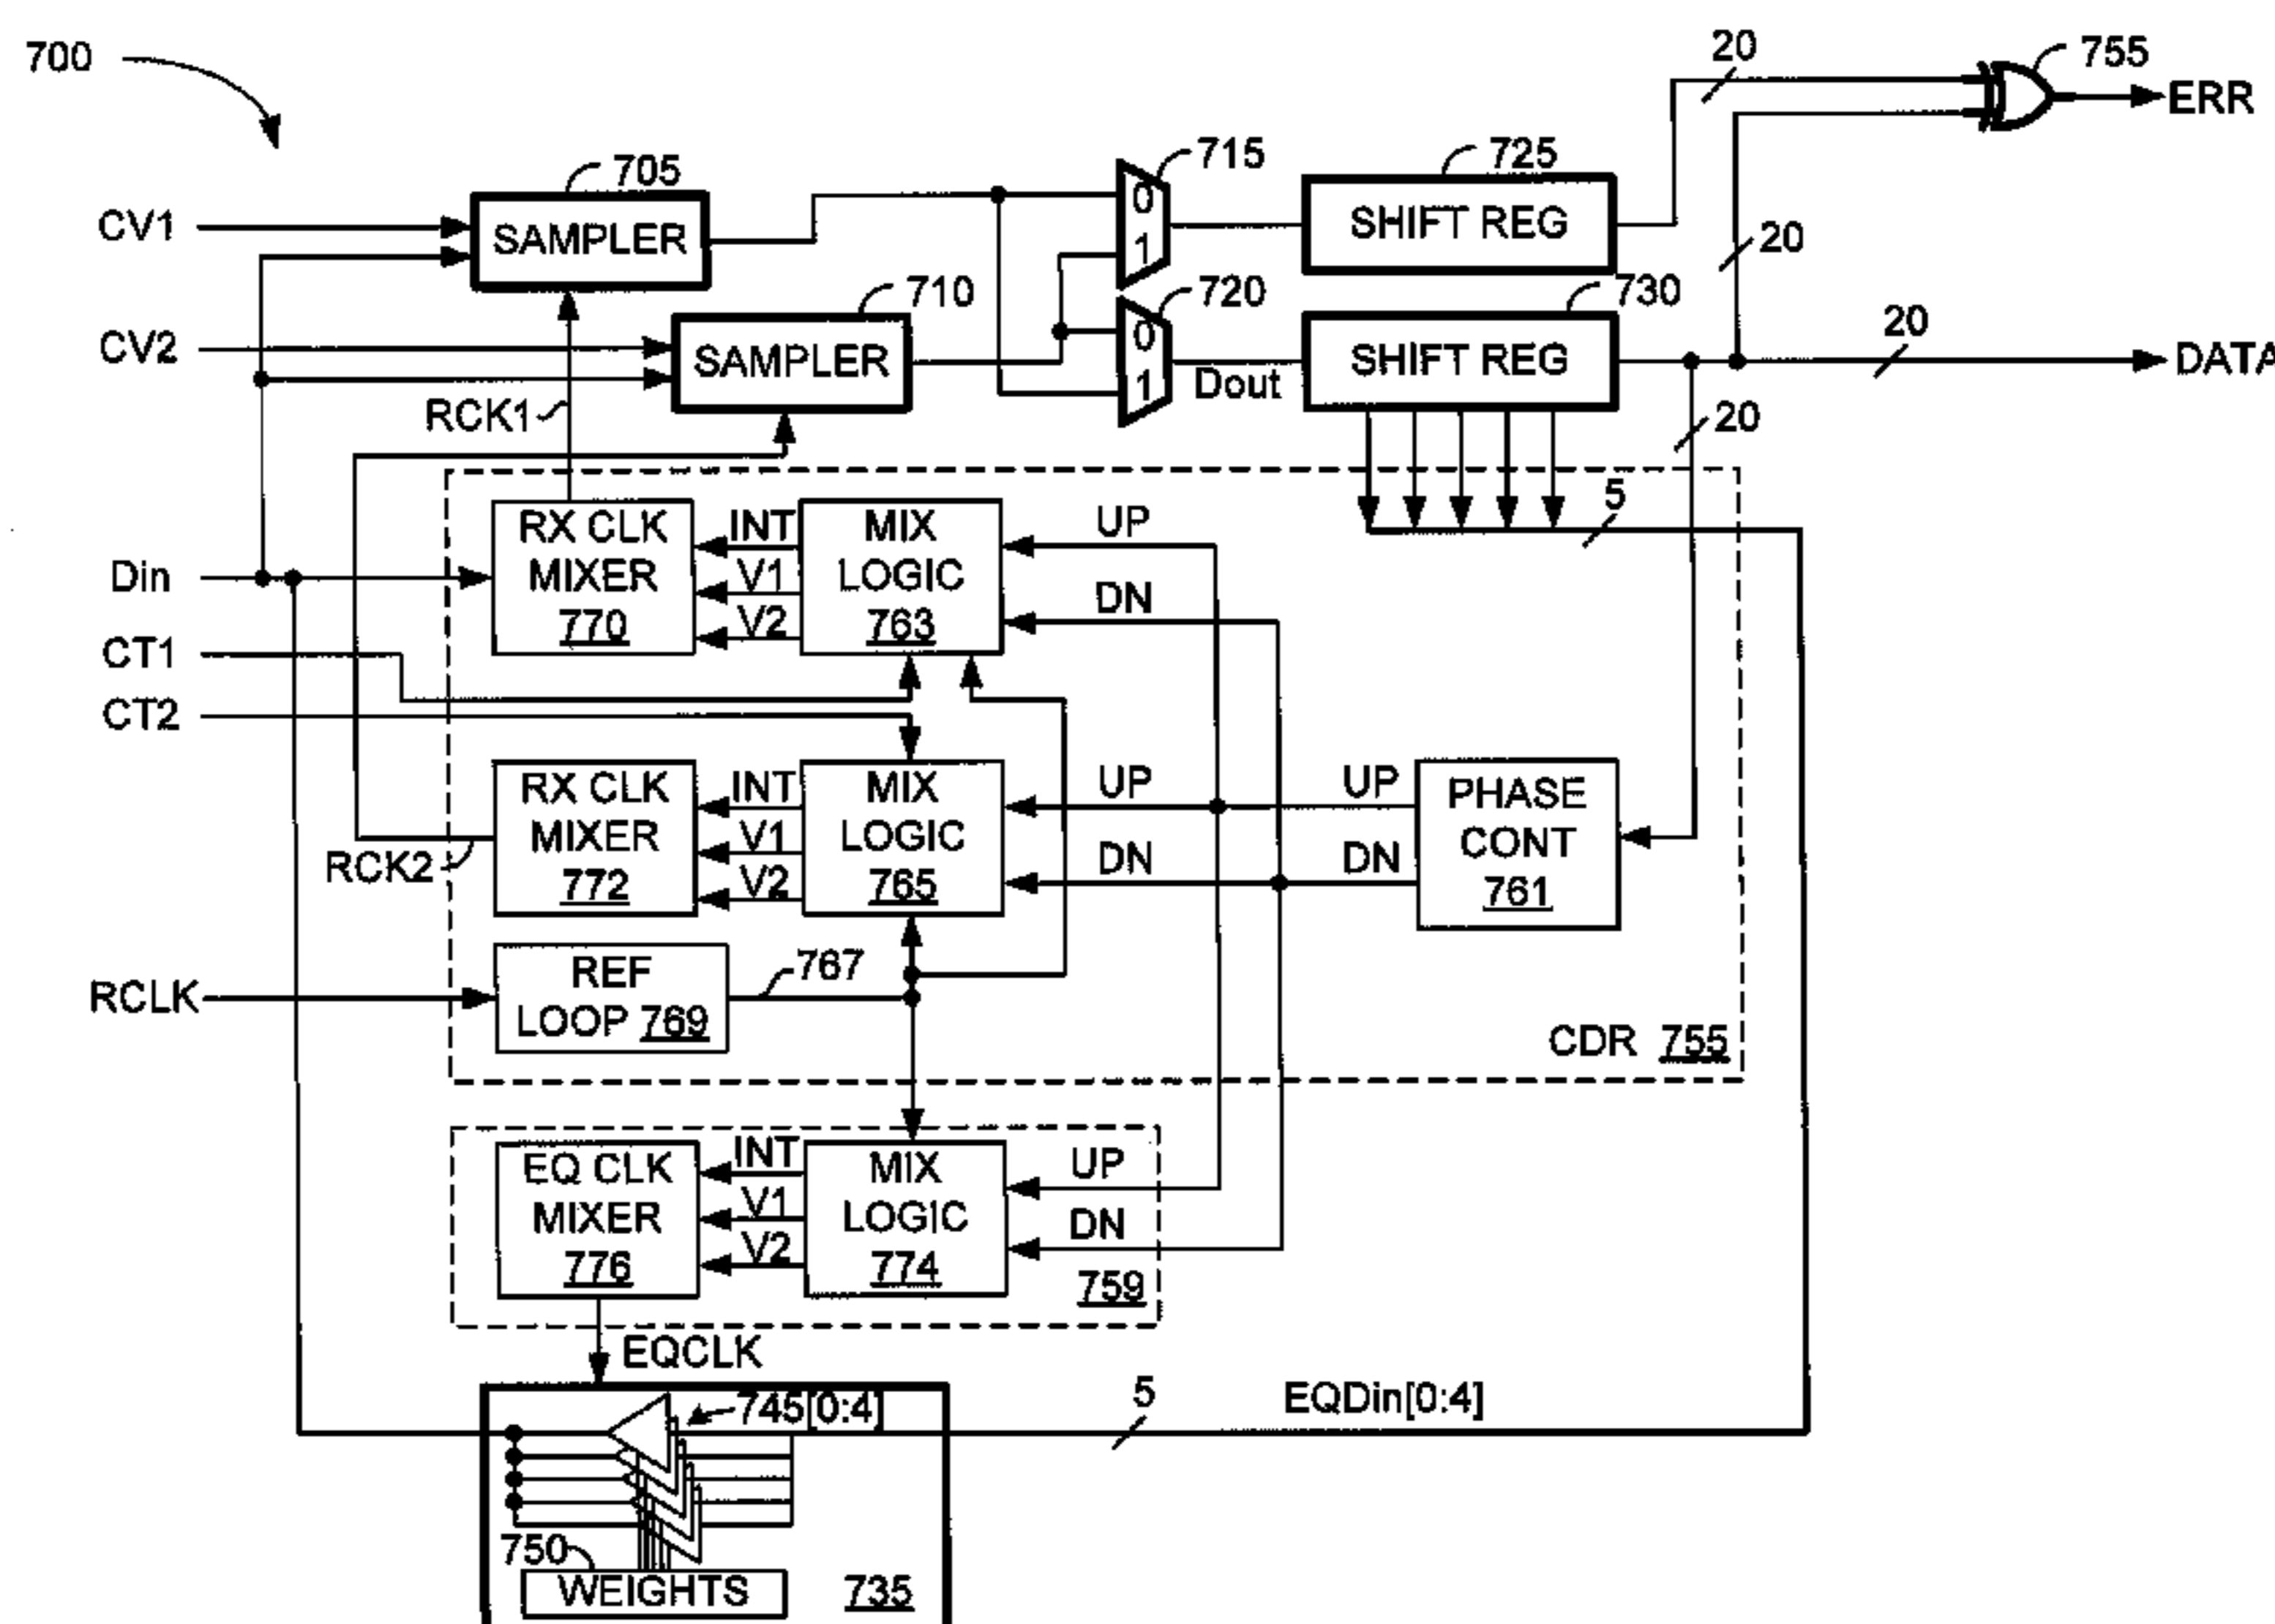 700
20
755
ERR
705
715
725
CV1
SAMPLER
0
1
SHIFT REG
20
710
720
730
CV2
SAMPLER
0
1
Dout
SHIFT REG
20
DATA
RCK1
20
5
Din
RX CLK
MIXER
770
INT
V1
V2
MIX
LOGIC
763
UP
DN
CT1
CT2
RX CLK
MIXER
772
INT
V1
V2
MIX
LOGIC
765
UP
DN
UP
DN
PHASE
CONT
761
RCK2
RCLK
REF
LOOP 769
767
CDR 755
EQ CLK
MIXER
776
INT
V1
V2
MIX
LOGIC
774
UP
DN
759
EQCLK
745[0:4]
5
EQDin[0:4]
750
WEIGHTS
735